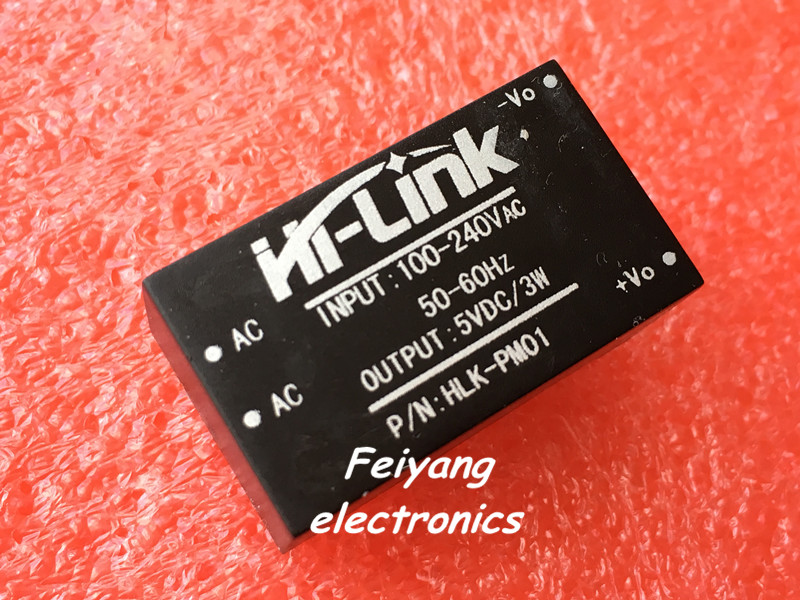 Hi-Link
INPUT:100-240VAC
50-60Hz
OUTPUT:5VDC/3W
P/N:HLK-PM01
-Vo
+Vo
AC
AC
Feiyang
electronics